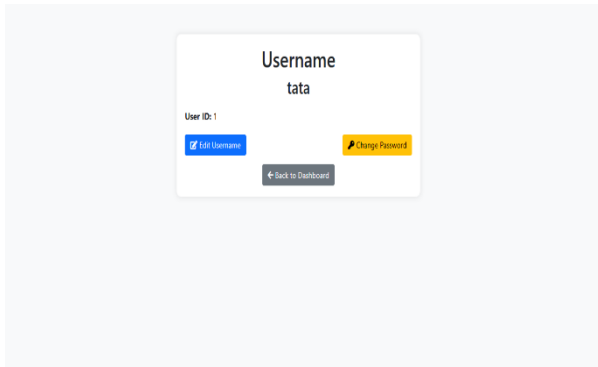 Username
tata
User ID: 1
Edit Username
Change Password
Back to Dashboard